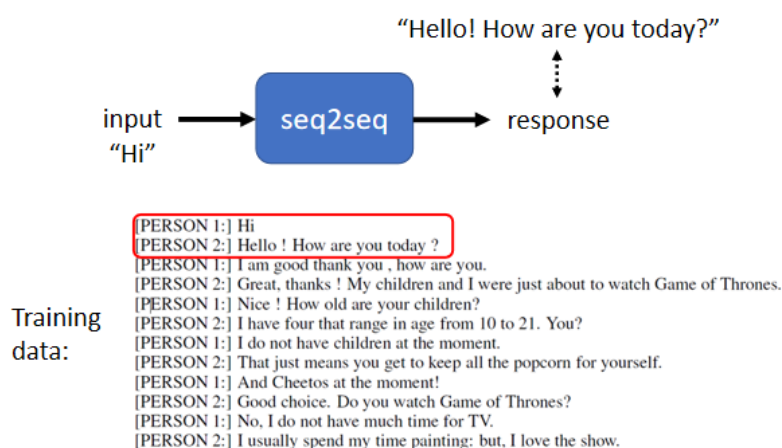 “Hello! How are you today?”
input
“Hi”
seq2seq
response
Training
data:
[PERSON 1:] Hi
[PERSON 2:] Hello ! How are you today ?
[PERSON 1:] I am good thank you , how are you.
[PERSON 2:] Great, thanks ! My children and I were just about to watch Game of Thrones.
[PERSON 1:] Nice ! How old are your children?
[PERSON 2:] I have four that range in age from 10 to 21. You?
[PERSON 1:] I do not have children at the moment.
[PERSON 2:] That just means you get to keep all the popcorn for yourself.
[PERSON 1:] And Cheetos at the moment!
[PERSON 2:] Good choice. Do you watch Game of Thrones?
[PERSON 1:] No, I do not have much time for TV.
[PERSON 2:] I usually spend my time painting: but, I love the show.